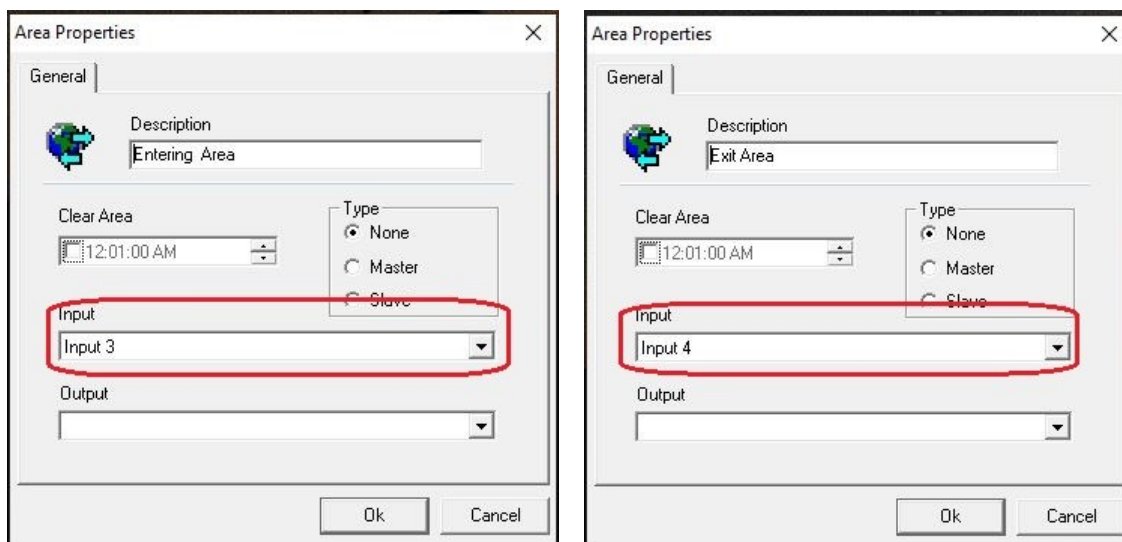 Area Properties
General
Description
Entering Area
Clear Area
12:01:00 AM
Type
None
Master
Slave
Input
Input 3
Output
Ok Cancel
Area Properties
General
Description
Exit Area
Clear Area
12:01:00 AM
Type
None
Master
Slave
Input
Input 4
Output
Ok Cancel